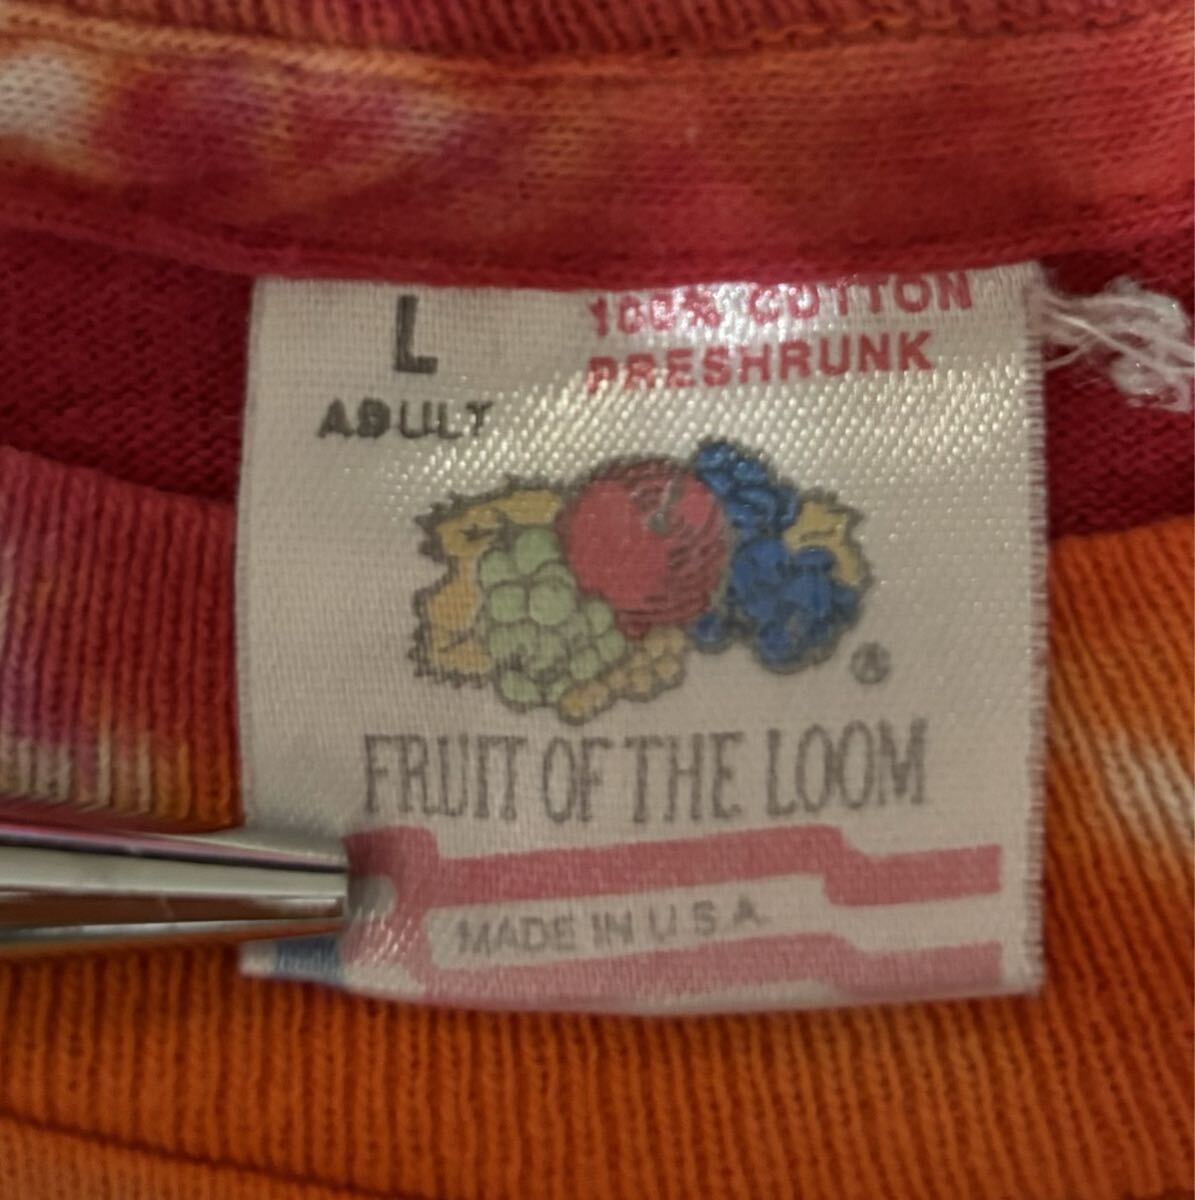 L
ADULT
100% COTTON
PRESHRUNK
®
FRUIT OF THE LOOM
MADE IN U.S.A.